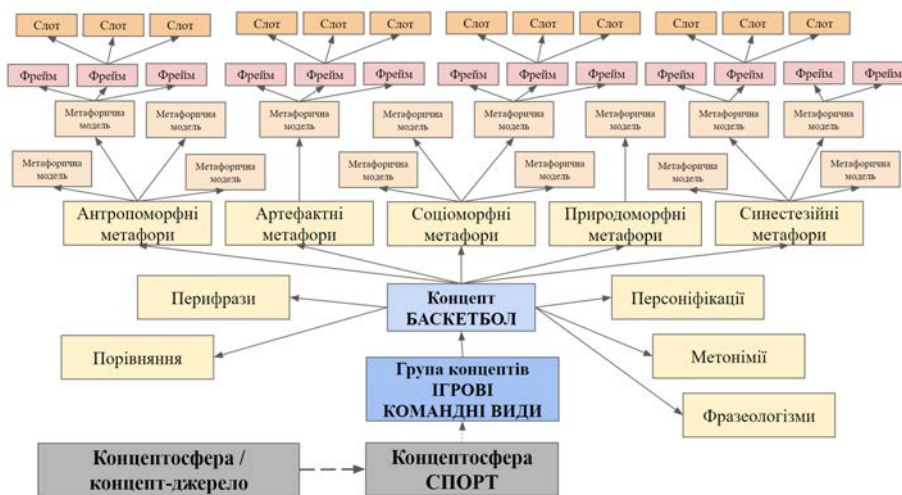 Слот
Слот
Слот
Слот
Слот
Слот
Слот
Слот
Слот
Слот
Слот
Слот
Фрейм
Фрейм
Фрейм
Фрейм
Фрейм
Фрейм
Фрейм
Фрейм
Фрейм
Фрейм
Фрейм
Фрейм
Фрейм
Метафорична
модель
Метафорична
модель
Метафорична
модель
Метафорична
модель
Метафорична
модель
Метафорична
модель
Метафорична
модель
Метафорична
модель
Метафорична
модель
Метафорична
модель
Метафорична
модель
Метафорична
модель
Метафорична
модель
Метафорична
модель
Антропоморфні
метафори
Артефактні
метафори
Соціоморфні
метафори
Природоморфні
метафори
Синестезійні
метафори
Перифрази
Концепт
БАСКЕТБОЛ
Персоніфікації
Порівняння
Метонімії
Група концептів
ІГРОВІ
КОМАНДНІ ВИДИ
Фразеологізми
Концептосфера /
концепт-джерело
Концептосфера
СПОРТ